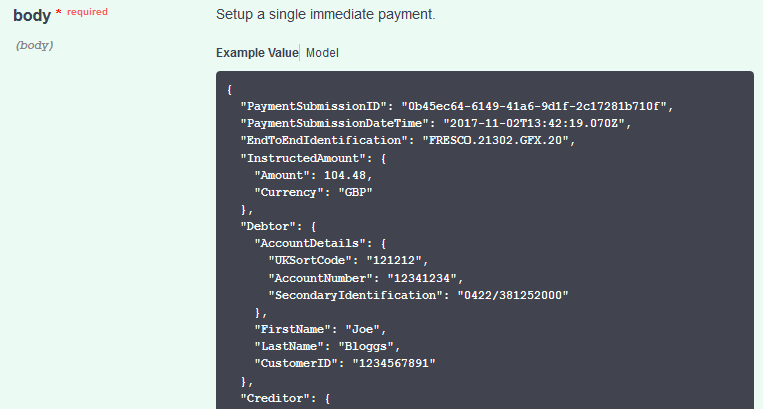 body * required
Setup a single immediate payment.
(body)
Example Value Model
{
"PaymentSubmissionID": "0b45ec64-6149-41a6-9d1f-2c17281b710f",
"PaymentSubmissionDateTime": "2017-11-02T13:42:19.070Z",
"EndToEndIdentification": "FRESCO.21302.GFX.20",
"InstructedAmount": {
"Amount": 104.48,
"Currency": "GBP"
},
"Debtor": {
"AccountDetails": {
"UKSortCode": "121212",
"AccountNumber": "12341234",
"SecondaryIdentification": "0422/381252000"
},
"FirstName": "Joe",
"LastName": "Bloggs",
"CustomerID": "1234567891"
},
"Creditor": {